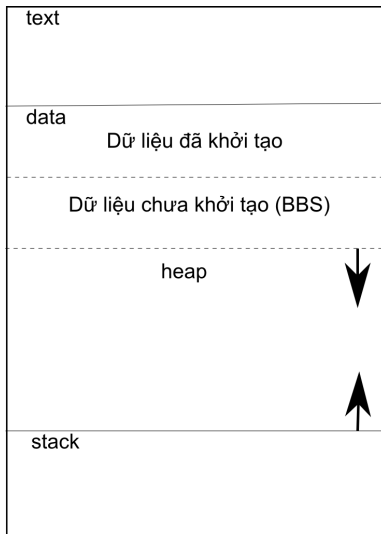 text
data
Dữ liệu đã khởi tạo
Dữ liệu chưa khởi tạo (BBS)
heap
stack